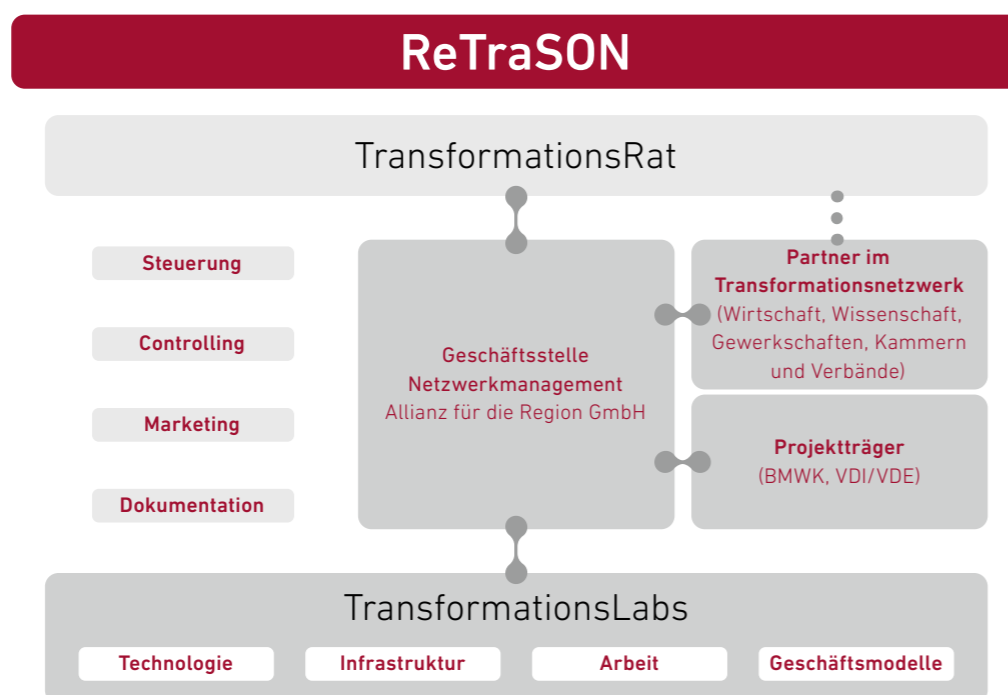 ReTraSON
TransformationsRat
Steuerung
Controlling
Marketing
Dokumentation
Geschäftsstelle
Netzwerkmanagement
Allianz für die Region GmbH
Partner im
Transformationsnetzwerk
(Wirtschaft, Wissenschaft,
Gewerkschaften, Kammern
und Verbände)
Projektträger
(BMWK, VDI/VDE)
TransformationsLabs
Technologie
Infrastruktur
Arbeit
Geschäftsmodelle